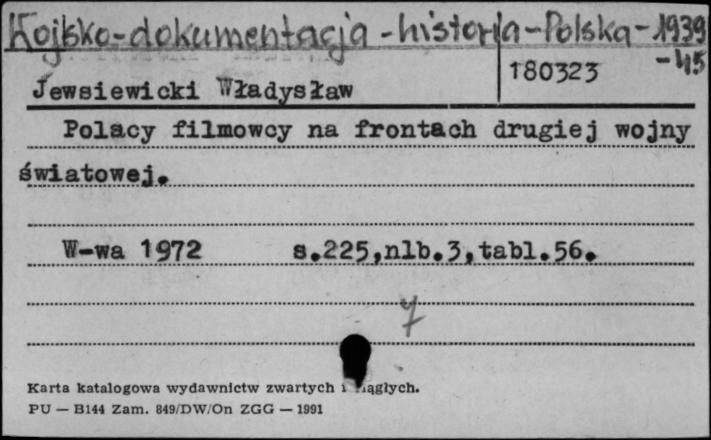 Wojsko-dokumentacja-historia-Polska-1939
-45
180323
Jewsiewicki Władysław
Polacy filmowcy na frontach drugiej wojny
światowej.
W-wa 1972 s.225,nlb.3,tabl.56.
7
Karta katalogowa wydawnictw zwartych i ciągłych.
PU — B144 Zam. 849/DW/On ZGG — 1991